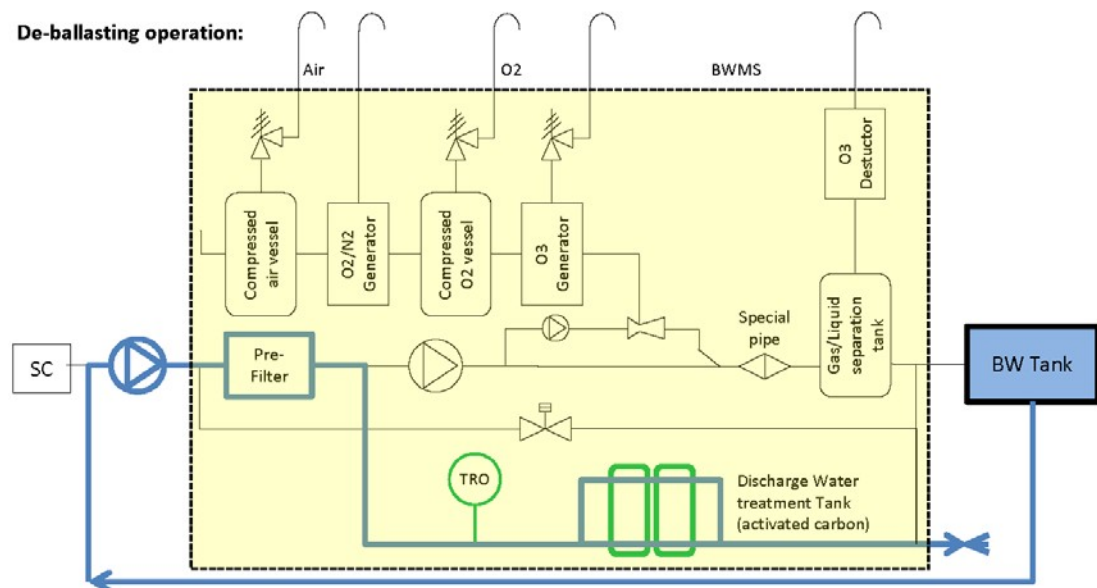 De-ballasting operation:
Air
O2
BWMS
Compressed
air vessel
O2/N2
Generator
Compressed
O2 vessel
O3
Generator
O3
Destuctor
Gas/Liquid
separation
tank
Special
pipe
SC
Pre-
Filter
BW Tank
TRO
Discharge Water
treatment Tank
(activated carbon)